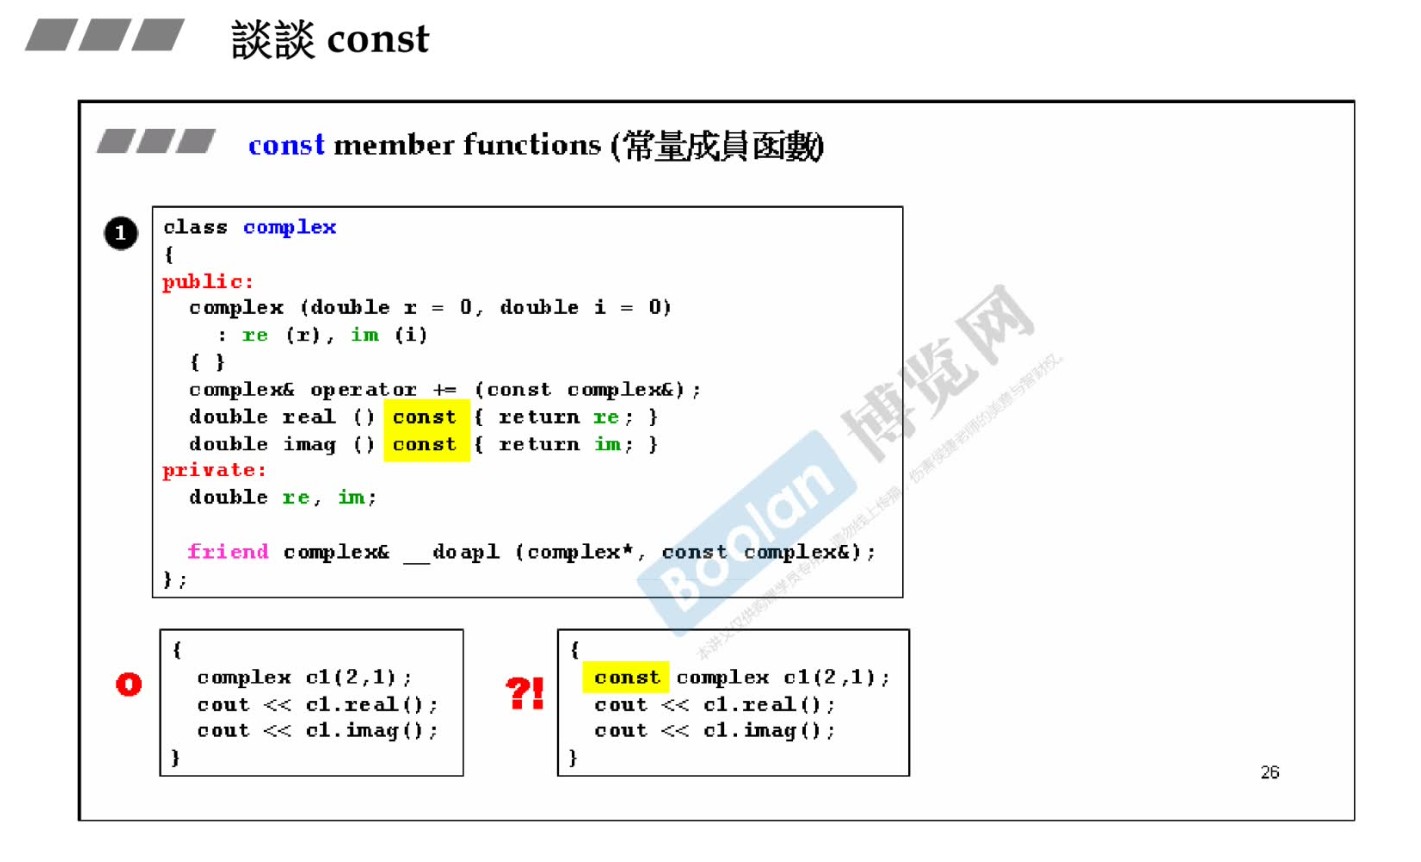 談談 const
const member functions (常量成員函數)
1
class complex
{
public:
complex (double r = 0, double i = 0)
: re (r), im (i)
{ }
complex& operator += (const complex&);
double real () const { return re; }
double imag () const { return im; }
private:
double re, im;
friend complex& __doapl (complex*, const complex&);
};
Boolan 博览网
O
{
complex c1(2,1);
cout << c1.real();
cout << c1.imag();
}
?!
{
const complex c1(2,1);
cout << c1.real();
cout << c1.imag();
}
26